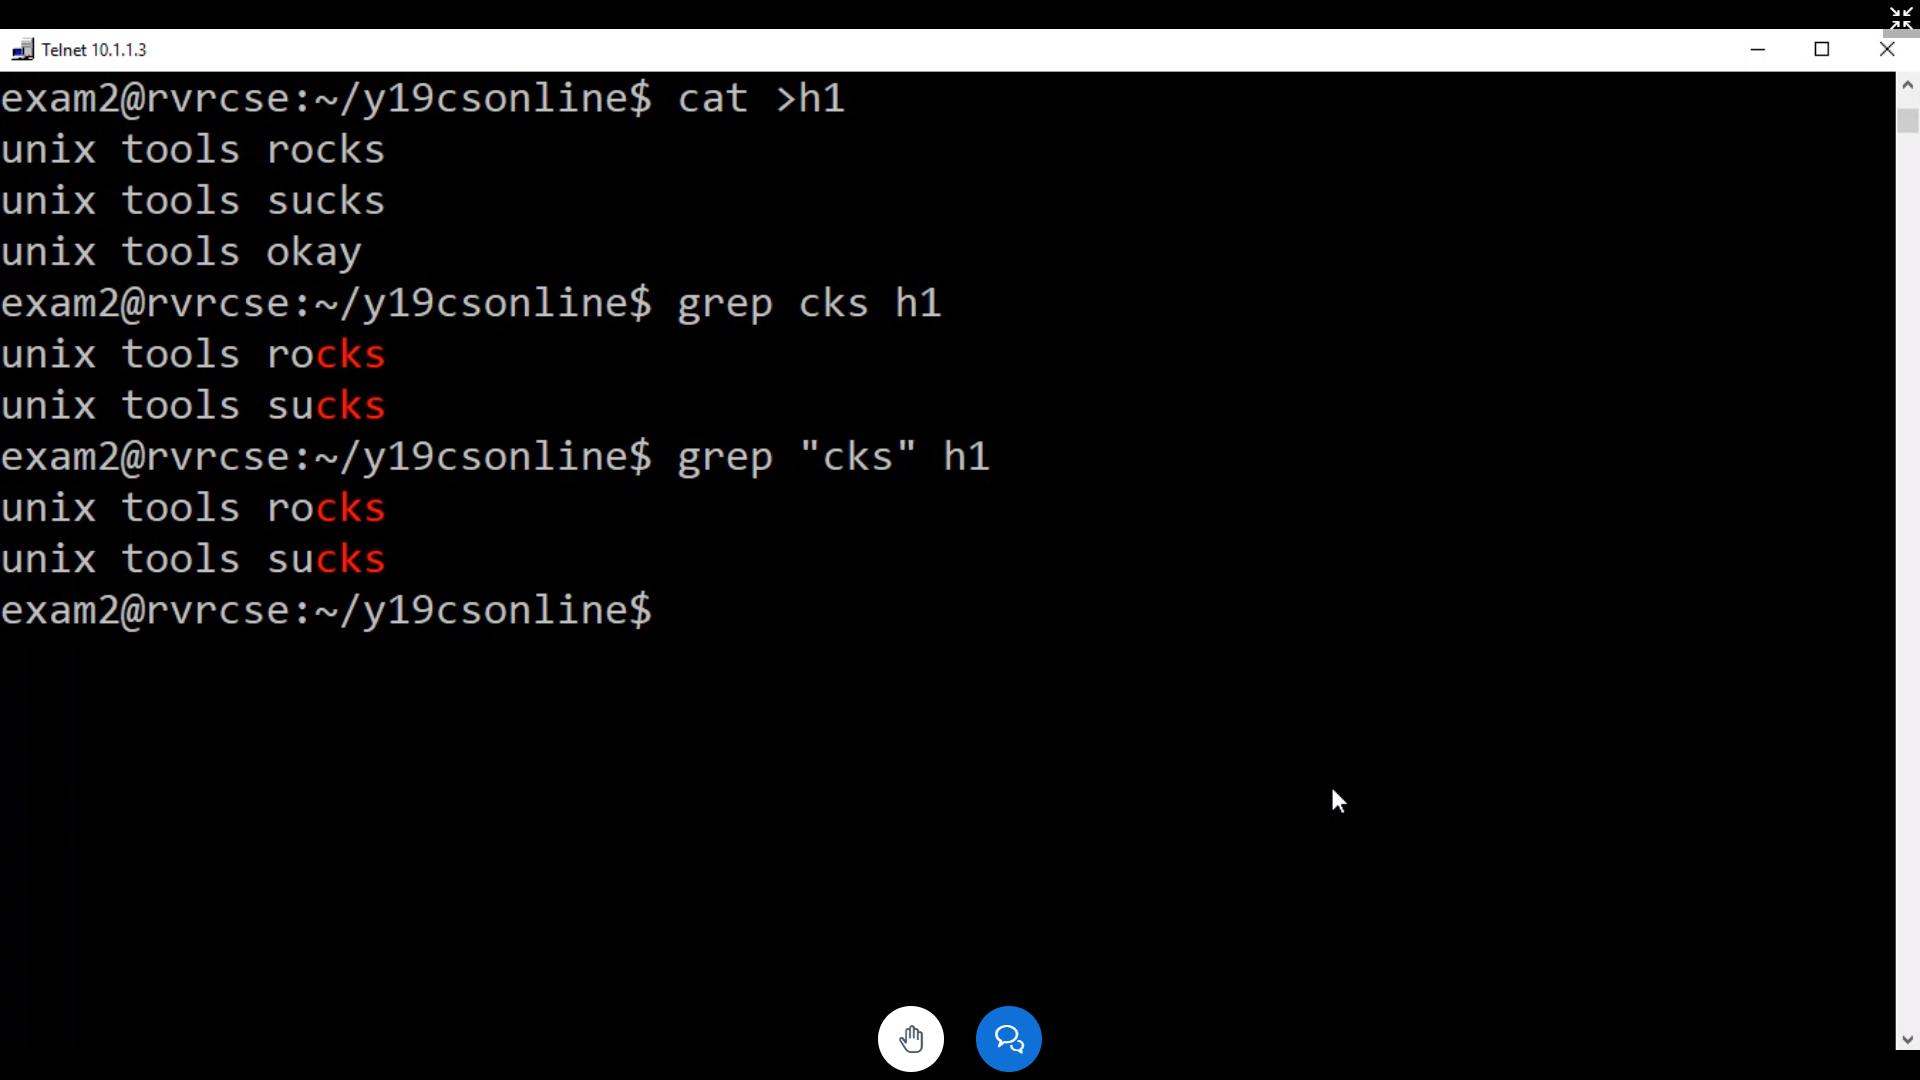 Telnet 10.1.1.3
exam2@rvrcse:~/y19csonline$ cat >h1
unix tools rocks
unix tools sucks
unix tools okay
exam2@rvrcse:~/y19csonline$ grep cks h1
unix tools rocks
unix tools sucks
exam2@rvrcse:~/y19csonline$ grep "cks" h1
unix tools rocks
unix tools sucks
exam2@rvrcse:~/y19csonline$